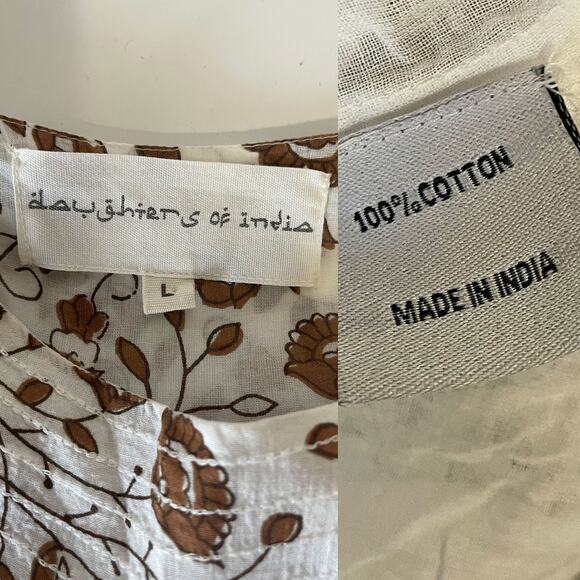 daughters of india
L
100% COTTON
MADE IN INDIA